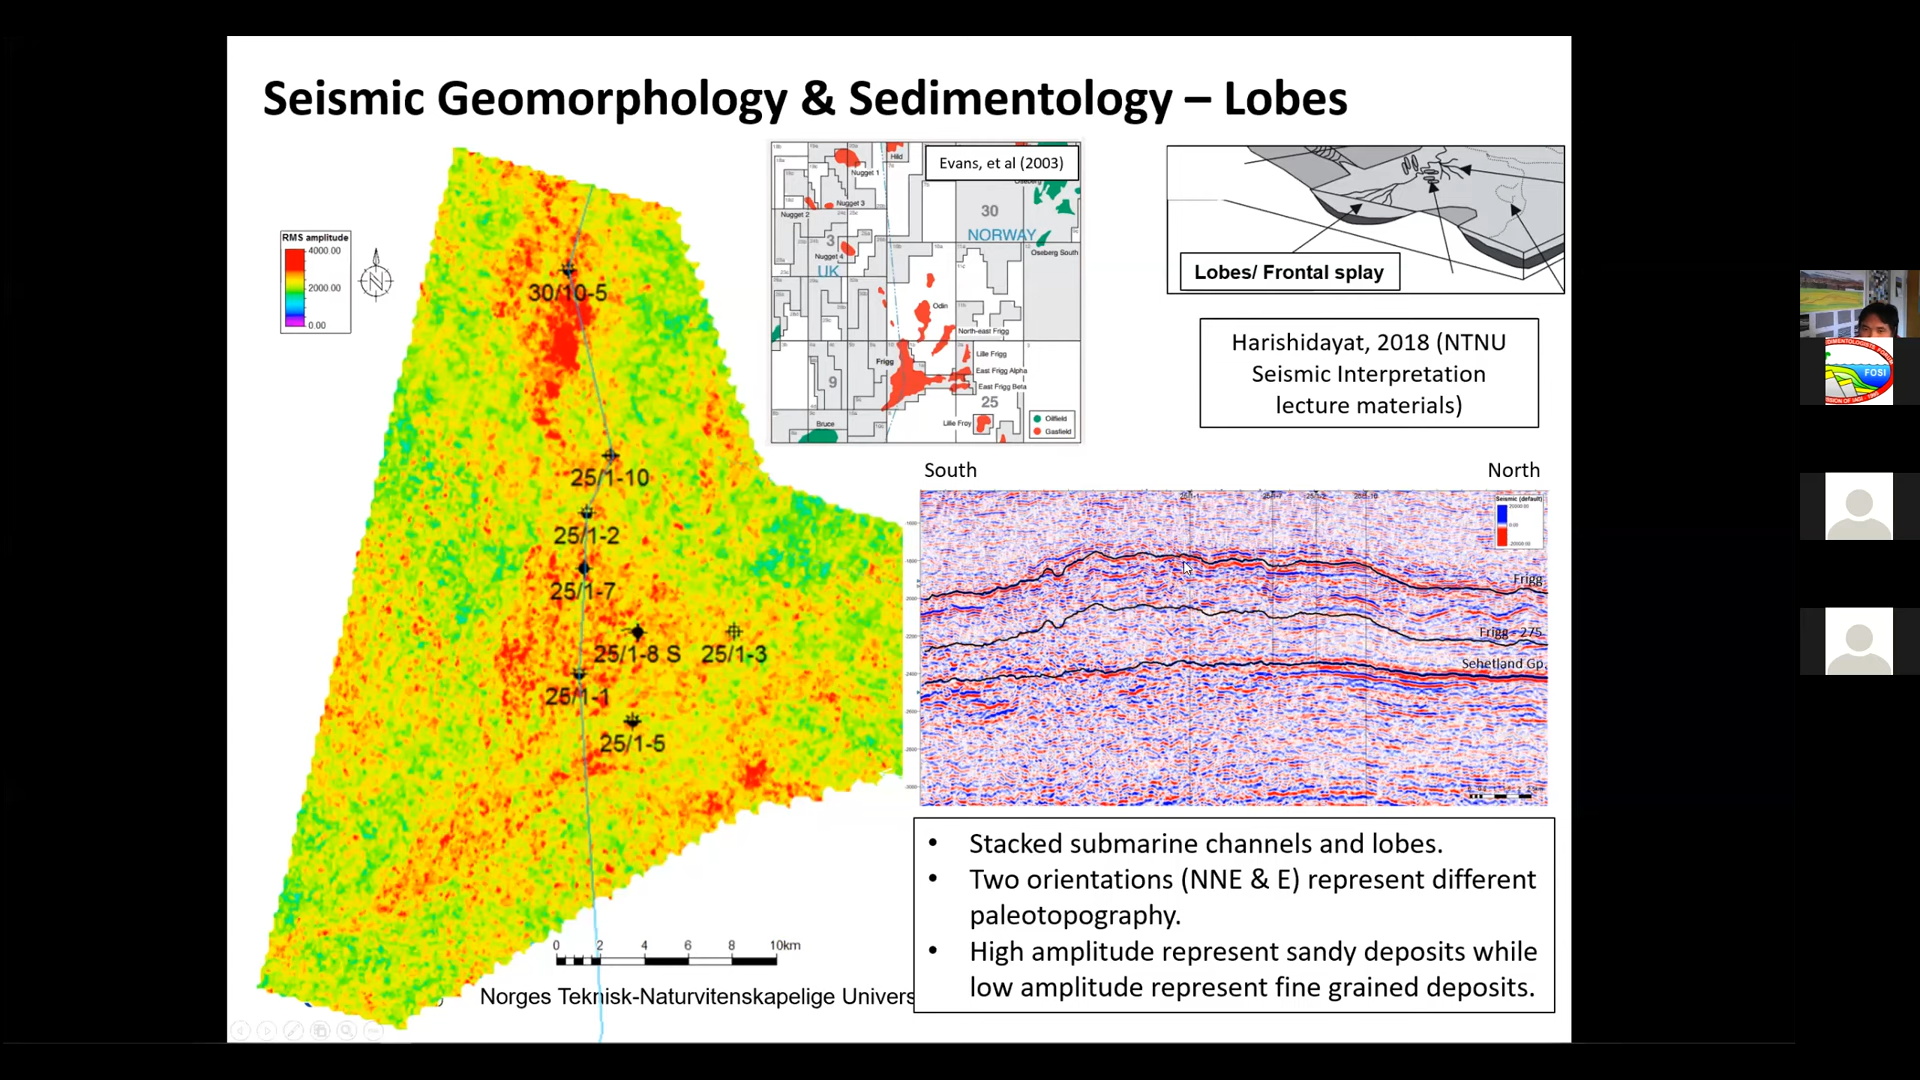 Seismic Geomorphology & Sedimentology – Lobes
RMS amplitude
4000.00
2000.00
0.00
N
30/10-5
25/1-10
25/1-2
25/1-7
25/1-8 S
25/1-3
25/1-1
25/1-5
0 2 4 6 8 10km
Norges Teknisk-Naturvitenskapelige Univers
Evans, et al (2003)
Hild
Nugget 1
Nugget 3
Nugget 2
Nugget 4
3
UK
30
NORWAY
Oseberg
Oseberg South
Odin
North-east Frigg
Frigg
Lille Frigg
East Frigg Alpha
East Frigg Beta
9
25
Bruce
Lille Frøy
Oilfield
Gasfield
Lobes/ Frontal splay
Harishidayat, 2018 (NTNU
Seismic Interpretation
lecture materials)
South
North
Seismic (default)
Frigg
Frigg - 275
Sehetland Gp.
• Stacked submarine channels and lobes.
• Two orientations (NNE & E) represent different
paleotopography.
• High amplitude represent sandy deposits while
low amplitude represent fine grained deposits.
FOSI